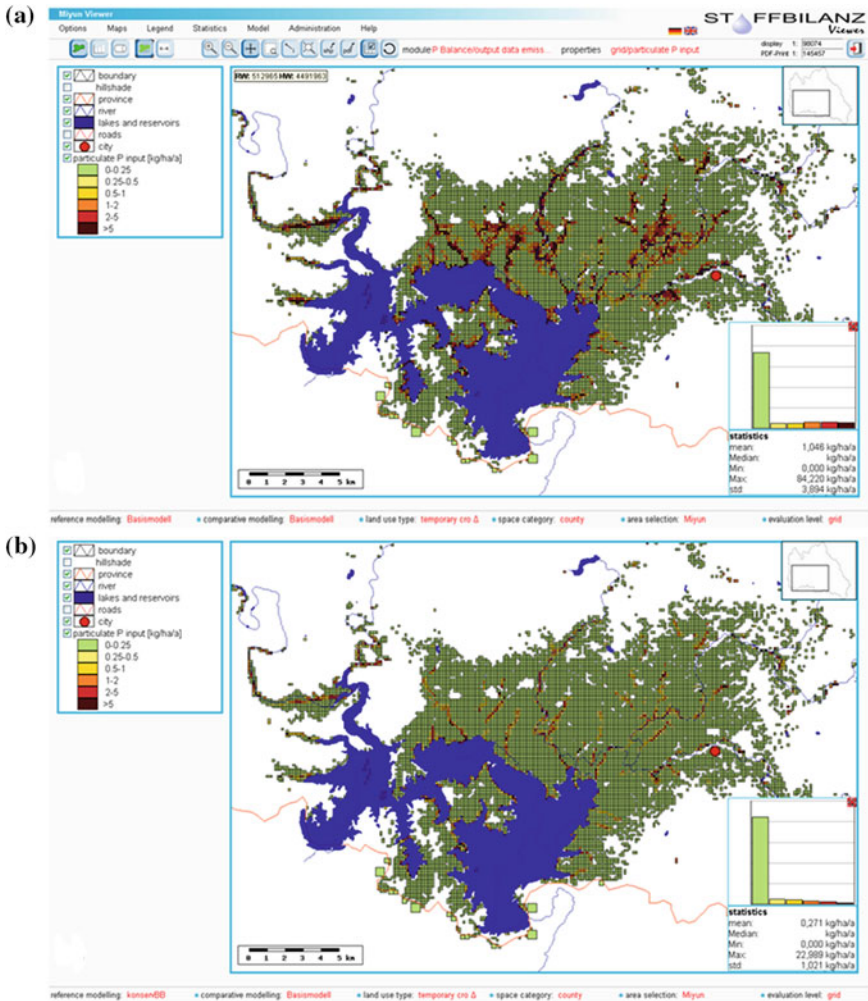 (a)
Miyun Viewer
Options Maps Legend Statistics Model Administration Help
STOFFBILANZ
Viewer
module P Balance/output data emiss... properties grid/particulate P input
display 1: 98074
PDF-Print 1: 145457
RW: 512965 HW: 4491963
boundary
hillshade
province
river
lakes and reservoirs
roads
city
particulate P input [kg/ha/a]
0-0.25
0.25-0.5
0.5-1
1-2
2-5
>5
statistics
mean: 1,046 kg/ha/a
Median: kg/ha/a
Min: 0,000 kg/ha/a
Max: 84,220 kg/ha/a
std 3,894 kg/ha/a
0 1 2 3 4 5 km
reference modelling: Basismodell comparative modelling: Basismodell land use type: temporary cro Δ space category: county area selection: Miyun evaluation level: grid
(b)
boundary
hillshade
province
river
lakes and reservoirs
roads
city
particulate P input [kg/ha/a]
0-0.25
0.25-0.5
0.5-1
1-2
2-5
>5
statistics
mean: 0,271 kg/ha/a
Median: kg/ha/a
Min: 0,000 kg/ha/a
Max: 22,989 kg/ha/a
std 1,021 kg/ha/a
0 1 2 3 4 5 km
reference modelling: comparative modelling: Basismodell land use type: temporary cro Δ space category: county area selection: Miyun evaluation level: grid